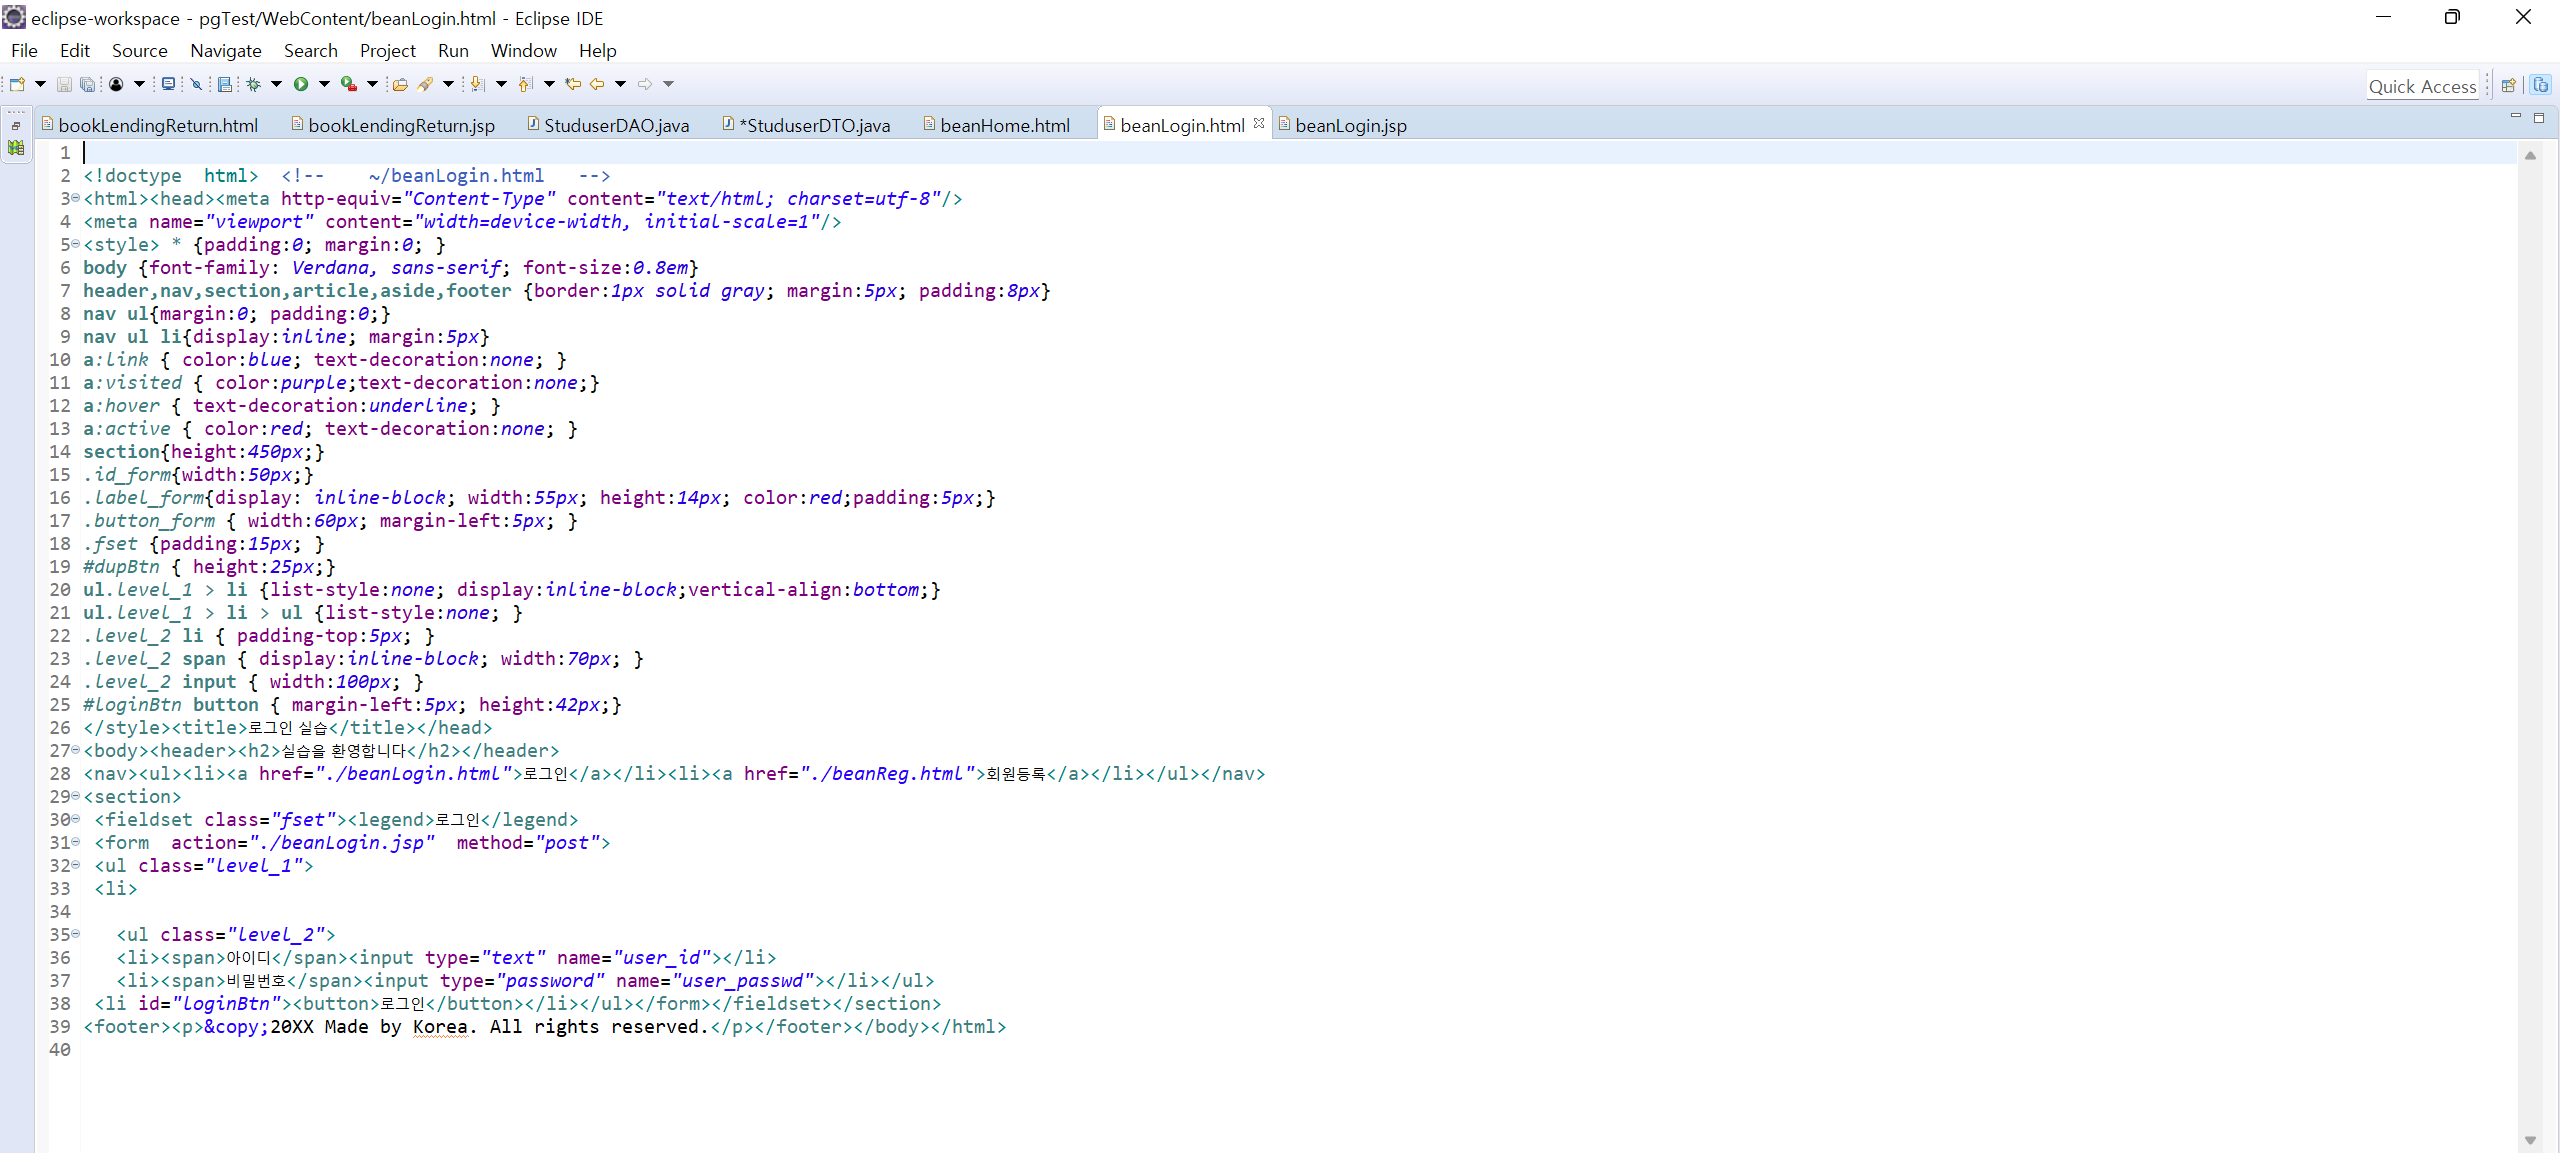 eclipse-workspace - pgTest/WebContent/beanLogin.html - Eclipse IDE
File Edit Source Navigate Search Project Run Window Help
Quick Access
bookLendingReturn.html bookLendingReturn.jsp StuduserDAO.java *StuduserDTO.java beanHome.html beanLogin.html beanLogin.jsp
1
2 <!doctype  html>  <!--    ~/beanLogin.html   -->
3 <html><head><meta http-equiv="Content-Type" content="text/html; charset=utf-8"/>
4 <meta name="viewport" content="width=device-width, initial-scale=1"/>
5 <style> * {padding:0; margin:0; }
6 body {font-family: Verdana, sans-serif; font-size:0.8em}
7 header,nav,section,article,aside,footer {border:1px solid gray; margin:5px; padding:8px}
8 nav ul{margin:0; padding:0;}
9 nav ul li{display:inline; margin:5px}
10 a:link { color:blue; text-decoration:none; }
11 a:visited { color:purple;text-decoration:none;}
12 a:hover { text-decoration:underline; }
13 a:active { color:red; text-decoration:none; }
14 section{height:450px;}
15 .id_form{width:50px;}
16 .label_form{display: inline-block; width:55px; height:14px; color:red;padding:5px;}
17 .button_form { width:60px; margin-left:5px; }
18 .fset {padding:15px; }
19 #dupBtn { height:25px;}
20 ul.level_1 > li {list-style:none; display:inline-block;vertical-align:bottom;}
21 ul.level_1 > li > ul {list-style:none; }
22 .level_2 li { padding-top:5px; }
23 .level_2 span { display:inline-block; width:70px; }
24 .level_2 input { width:100px; }
25 #loginBtn button { margin-left:5px; height:42px;}
26 </style><title>로그인 실습</title></head>
27 <body><header><h2>실습을 환영합니다</h2></header>
28 <nav><ul><li><a href="./beanLogin.html">로그인</a></li><li><a href="./beanReg.html">회원등록</a></li></ul></nav>
29 <section>
30  <fieldset class="fset"><legend>로그인</legend>
31  <form  action="./beanLogin.jsp"  method="post">
32  <ul class="level_1">
33  <li>
34
35    <ul class="level_2">
36    <li><span>아이디</span><input type="text" name="user_id"></li>
37    <li><span>비밀번호</span><input type="password" name="user_passwd"></li></ul>
38  <li id="loginBtn"><button>로그인</button></li></ul></form></fieldset></section>
39 <footer><p>&copy;20XX Made by Korea. All rights reserved.</p></footer></body></html>
40